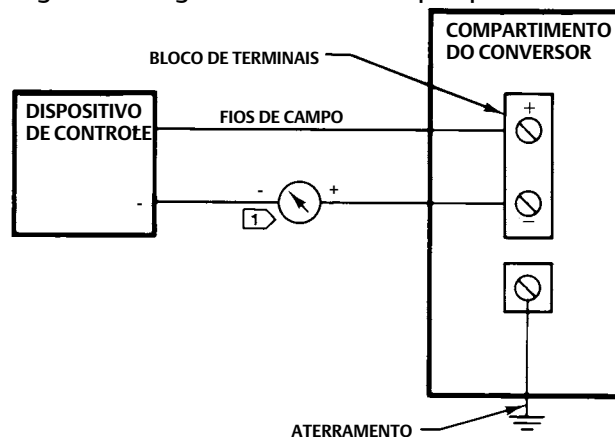 COMPARTIMENTO
DO CONVERSOR
BLOCO DE TERMINAIS
+
DISPOSITIVO
DE CONTROLE
FIOS DE CAMPO
-
-
+
1
–
ATERRAMENTO